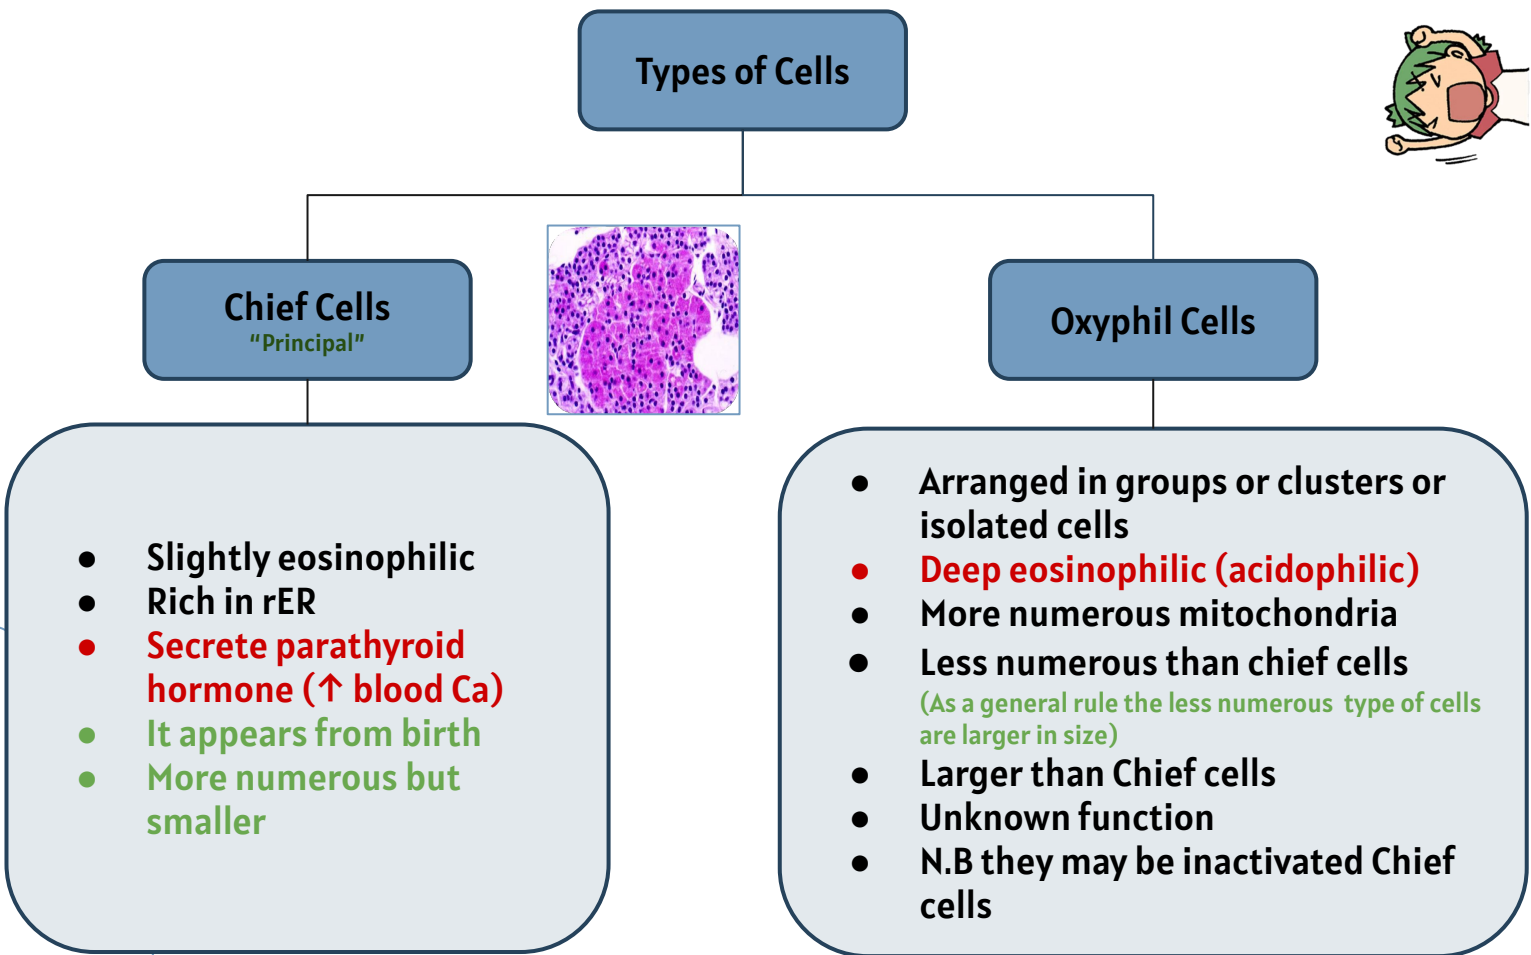 Types of Cells
Chief Cells
“Principal”
Oxyphil Cells
● Slightly eosinophilic
● Rich in rER
● Secrete parathyroid
hormone (↑ blood Ca)
● It appears from birth
● More numerous but
smaller
● Arranged in groups or clusters or
isolated cells
● Deep eosinophilic (acidophilic)
● More numerous mitochondria
● Less numerous than chief cells
(As a general rule the less numerous type of cells
are larger in size)
● Larger than Chief cells
● Unknown function
● N.B they may be inactivated Chief
cells